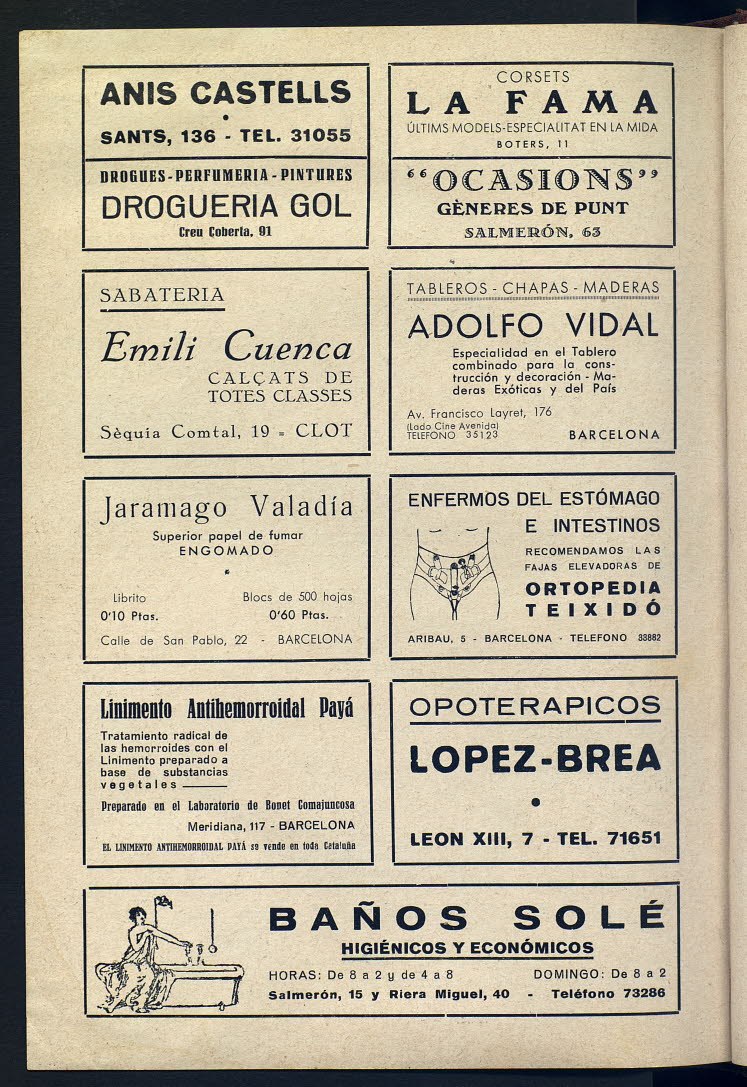 ANIS CASTELLS
SANTS, 136 - TEL. 31055
DROGUES - PERFUMERIA - PINTURES
DROGUERIA GOL
Creu Coberta, 91
CORSETS
LA FAMA
ÚLTIMS MODELS-ESPECIALITAT EN LA MIDA
BOTERS, 11
"OCASIONS"
GÈNERES DE PUNT
SALMERÓN, 63
SABATERIA
Emili Cuenca
CALÇATS DE
TOTES CLASSES
Sèquia Comtal, 19 = CLOT
TABLEROS - CHAPAS - MADERAS
ADOLFO VIDAL
Especialidad en el Tablero
combinado para la cons-
trucción y decoración - Ma-
deras Exóticas y del País
Av. Francisco Layret, 176
(Lado Cine Avenida)
TELEFONO 35123
BARCELONA
Jaramago Valadía
Superior papel de fumar
ENGOMADO
Librito Blocs de 500 hojas
0'10 Ptas. 0'60 Ptas.
Calle de San Pablo, 22 - BARCELONA
ENFERMOS DEL ESTÓMAGO
E INTESTINOS
RECOMENDAMOS LAS
FAJAS ELEVADORAS DE
ORTOPEDIA
TEIXIDÓ
ARIBAU, 5 - BARCELONA - TELEFONO 33882
Linimento Antihemorroidal Payá
Tratamiento radical de
las hemorroides con el
Linimento preparado a
base de substancias
vegetales
Preparado en el Laboratorio de Bonet Comajuncosa
Meridiana, 117 - BARCELONA
EL LINIMENTO ANTIHEMORROIDAL PAYÁ se vende en toda Cataluña
OPOTERAPICOS
LOPEZ-BREA
LEON XIII, 7 - TEL. 71651
BAÑOS SOLÉ
HIGIÉNICOS Y ECONÓMICOS
HORAS: De 8 a 2 y de 4 a 8 DOMINGO: De 8 a 2
Salmerón, 15 y Riera Miguel, 40 - Teléfono 73286